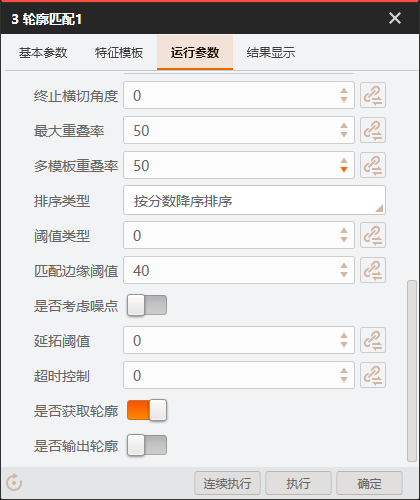 3 轮廓匹配1
基本参数 特征模板 运行参数 结果显示
终止横切角度 0
最大重叠率 50
多模板重叠率 50
排序类型 按分数降序排序
阈值类型 0
匹配边缘阈值 40
是否考虑噪点
延拓阈值 0
超时控制 0
是否获取轮廓
是否输出轮廓
连续执行 执行 确定